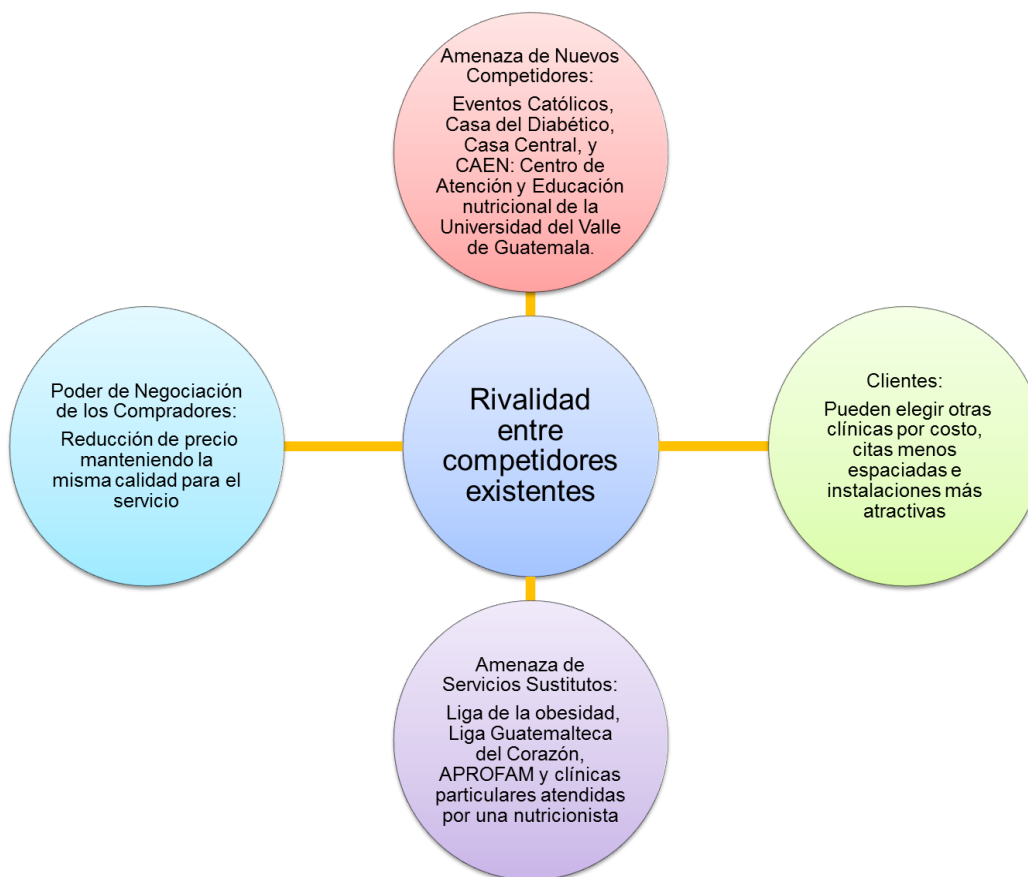 Amenaza de Nuevos
Competidores:
Eventos Católicos,
Casa del Diabético,
Casa Central, y
CAEN: Centro de
Atención y Educación
nutricional de la
Universidad del Valle
de Guatemala.
Poder de Negociación
de los Compradores:
Reducción de precio
manteniendo la
misma calidad para el
servicio
Rivalidad
entre
competidores
existentes
Clientes:
Pueden elegir otras
clínicas por costo,
citas menos
espaciadas e
instalaciones más
atractivas
Amenaza de
Servicios Sustitutos:
Liga de la obesidad,
Liga Guatemalteca
del Corazón,
APROFAM y clínicas
particulares atendidas
por una nutricionista